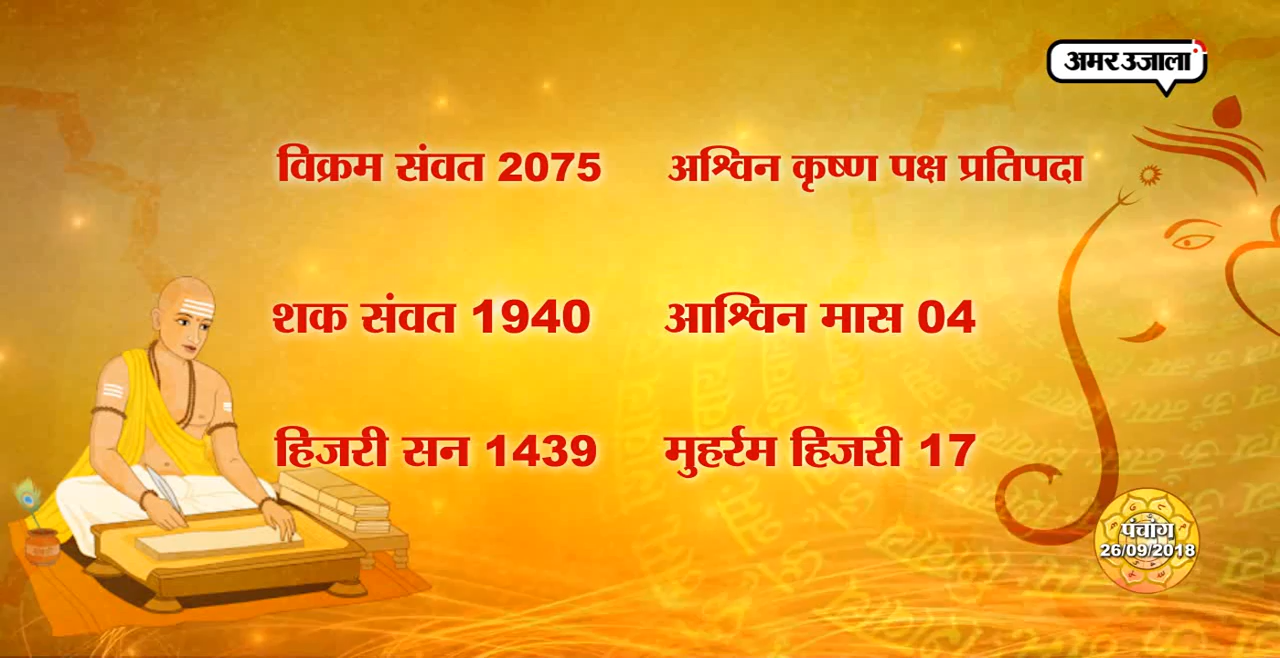 अमर उजाला
विक्रम संवत 2075 अश्विन कृष्ण पक्ष प्रतिपदा
शक संवत 1940 आश्विन मास 04
हिजरी सन 1439 मुहर्रम हिजरी 17
पंचांग
26/09/2018